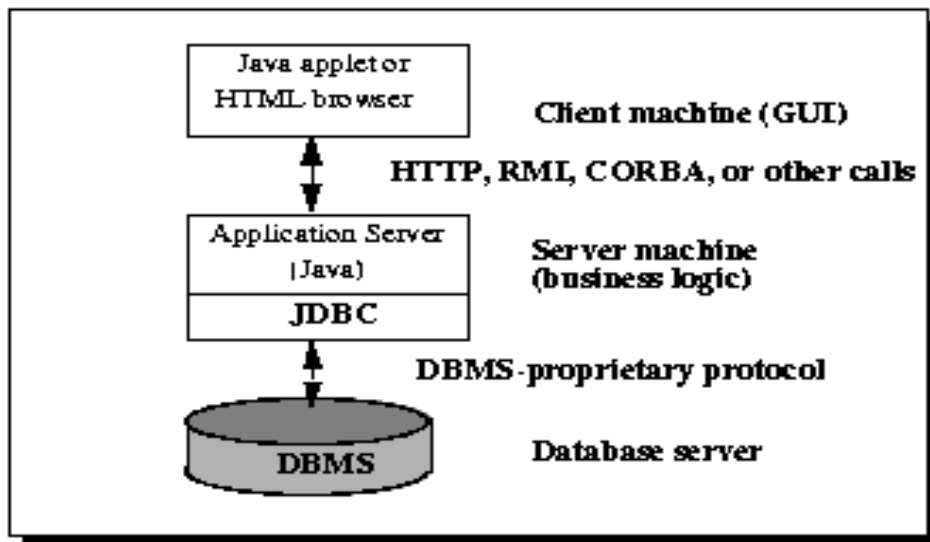 Java applet or
HTML browser
Client machine (GUI)
HTTP, RMI, CORBA, or other calls
Application Server
(Java)
Server machine
(business logic)
JDBC
DBMS-proprietary protocol
DBMS
Database server